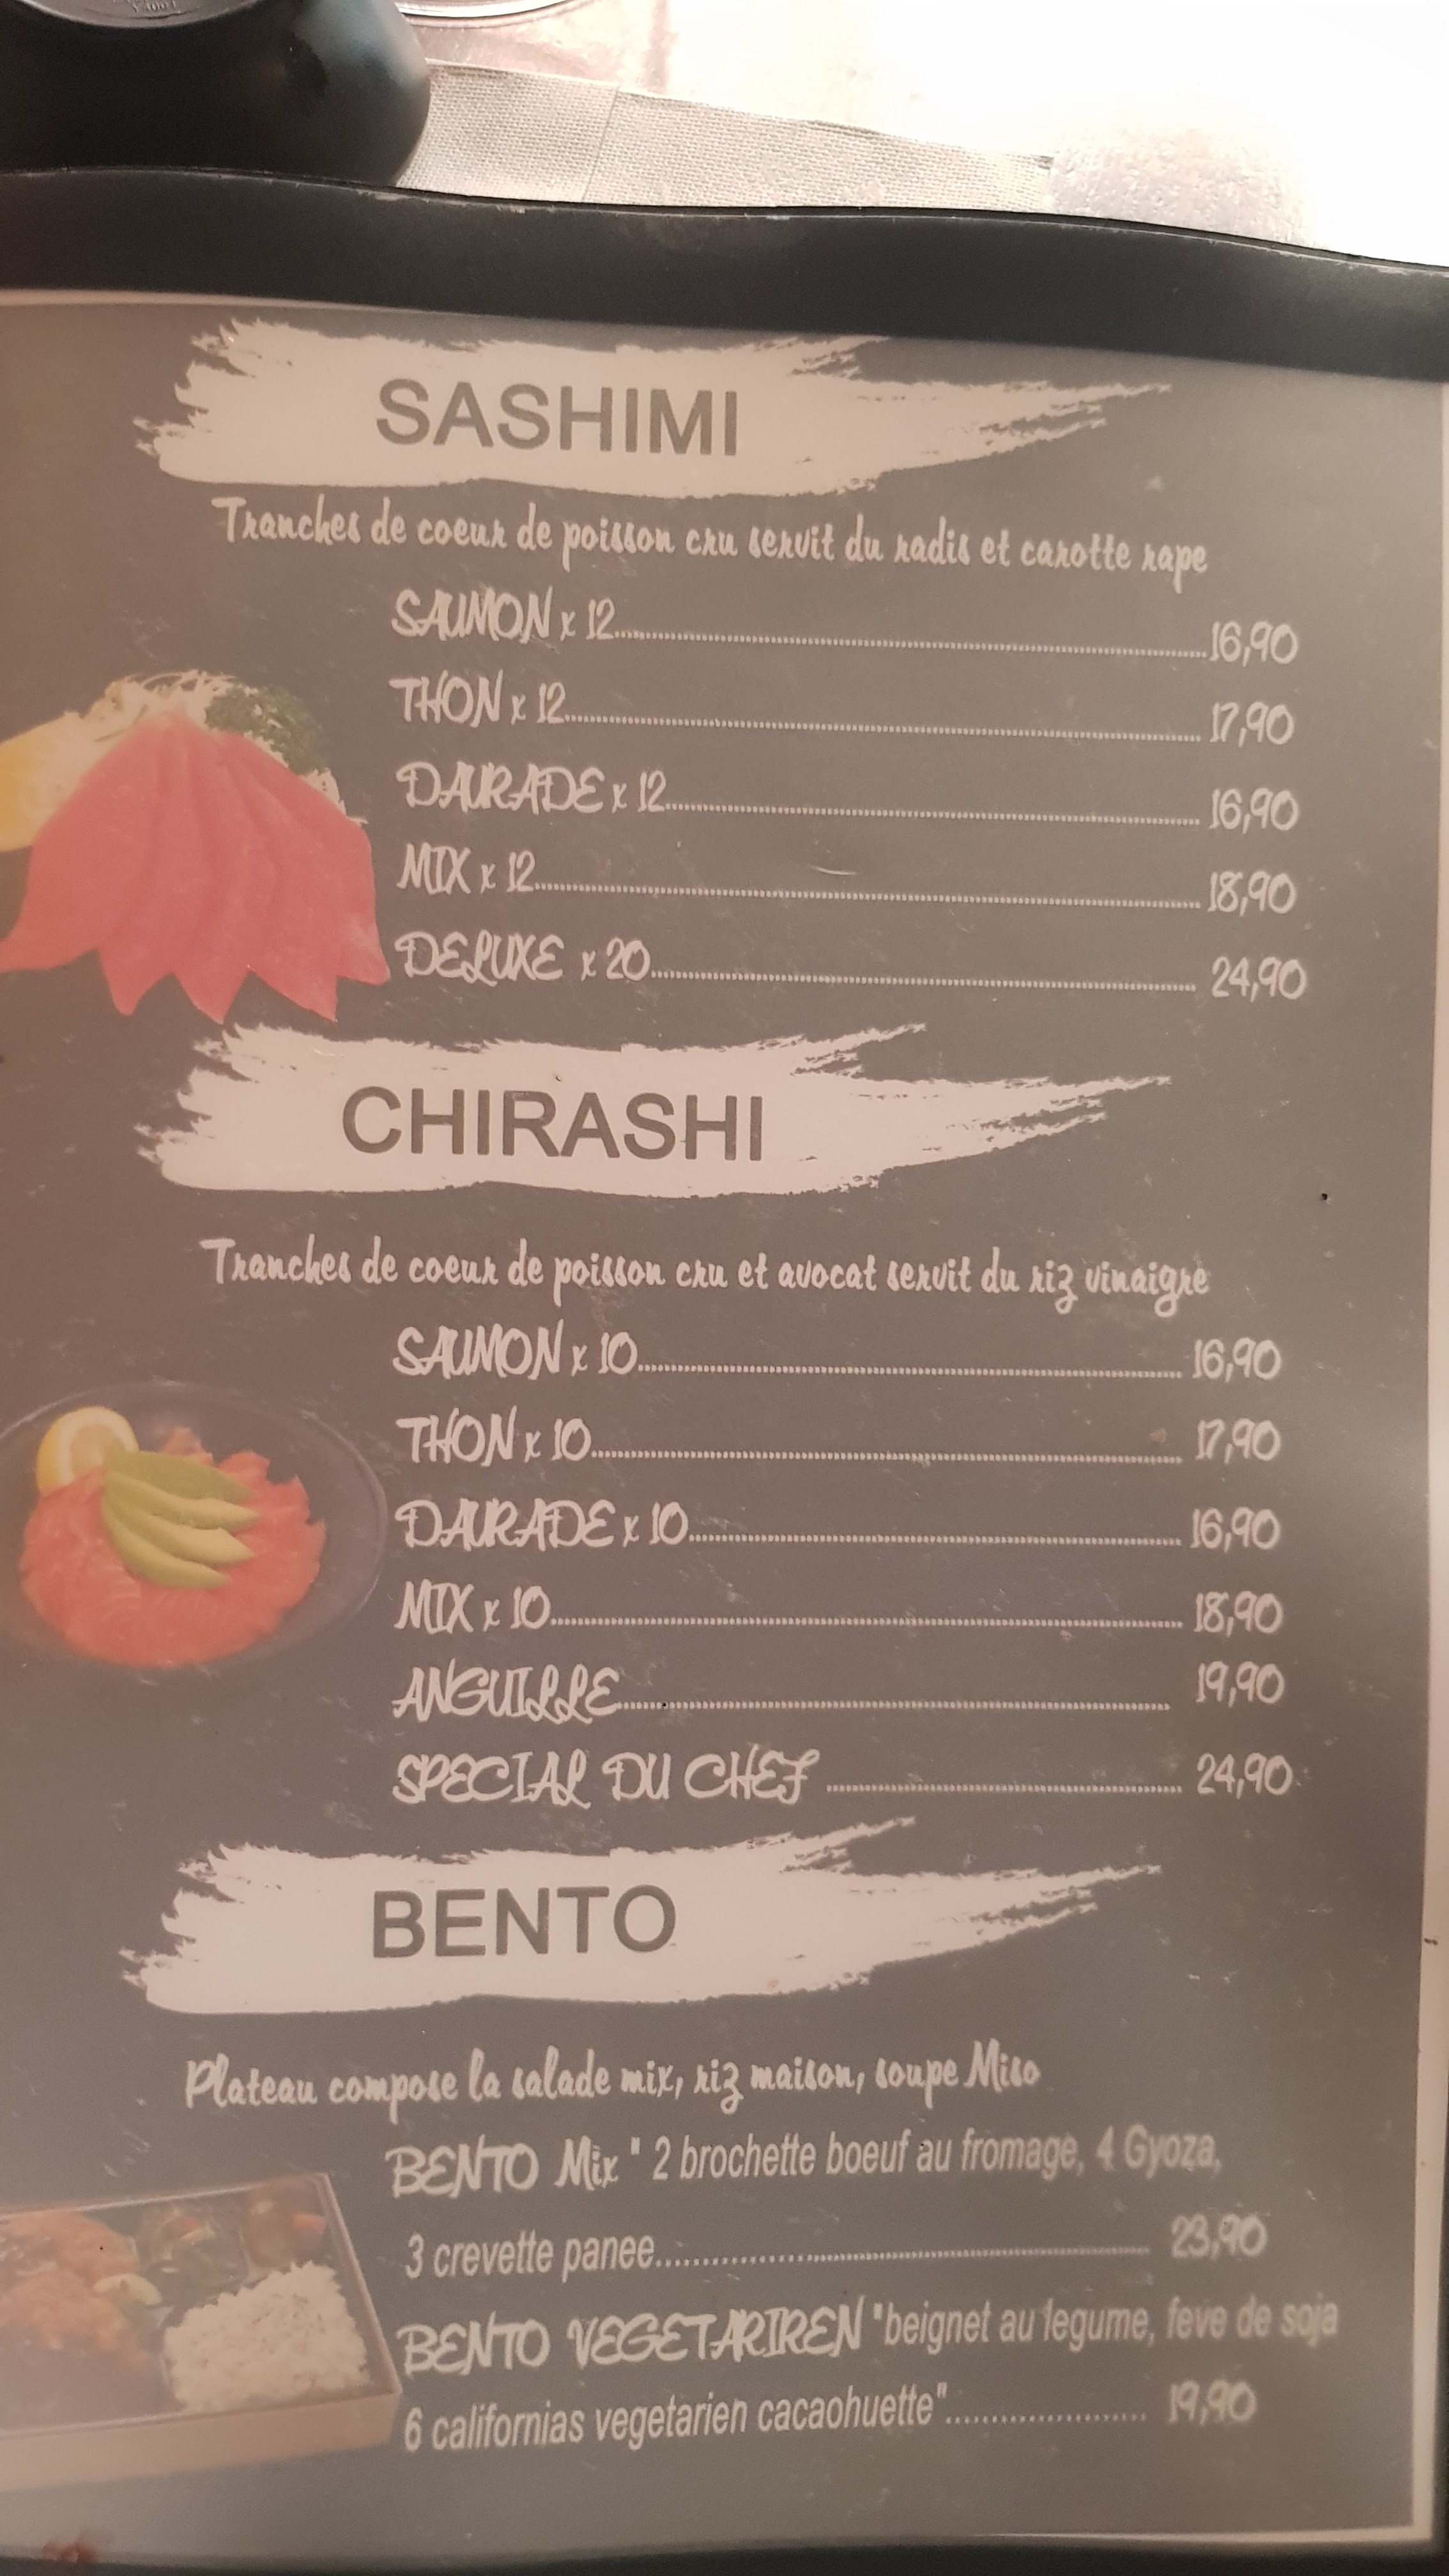 SASHIMI
Tranches de coeur de poisson cru servit du radis et carotte rape
SAUMON x 12 16,90
THON x 12 17,90
DAURADE x 12 16,90
MIX x 12 18,90
DELUXE x 20 24,90
CHIRASHI
Tranches de coeur de poisson cru et avocat servit du riz vinaigre
SAUMON x 10 16,90
THON x 10 17,90
DAURADE x 10 16,90
MIX x 10 18,90
ANGUILLE 19,90
SPECIAL DU CHEF 24,90
BENTO
Plateau compose la salade mix, riz maison, soupe Miso
BENTO Mix " 2 brochette boeuf au fromage, 4 Gyoza,
3 crevette panee 23,90
BENTO VEGETARIREN "beignet au legume, feve de soja
6 californias vegetarien cacaohuette" 19,90